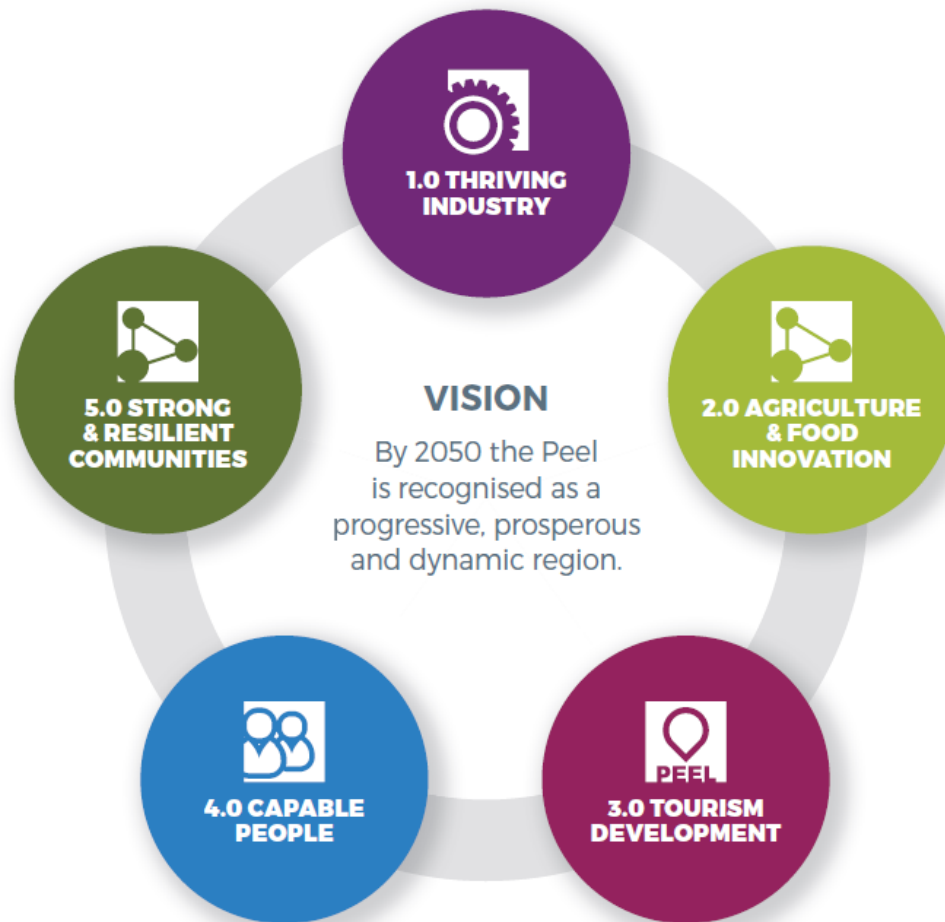 1.0 THRIVING
INDUSTRY
2.0 AGRICULTURE
& FOOD
INNOVATION
PEEL
3.0 TOURISM
DEVELOPMENT
4.0 CAPABLE
PEOPLE
5.0 STRONG
& RESILIENT
COMMUNITIES
VISION
By 2050 the Peel
is recognised as a
progressive, prosperous
and dynamic region.